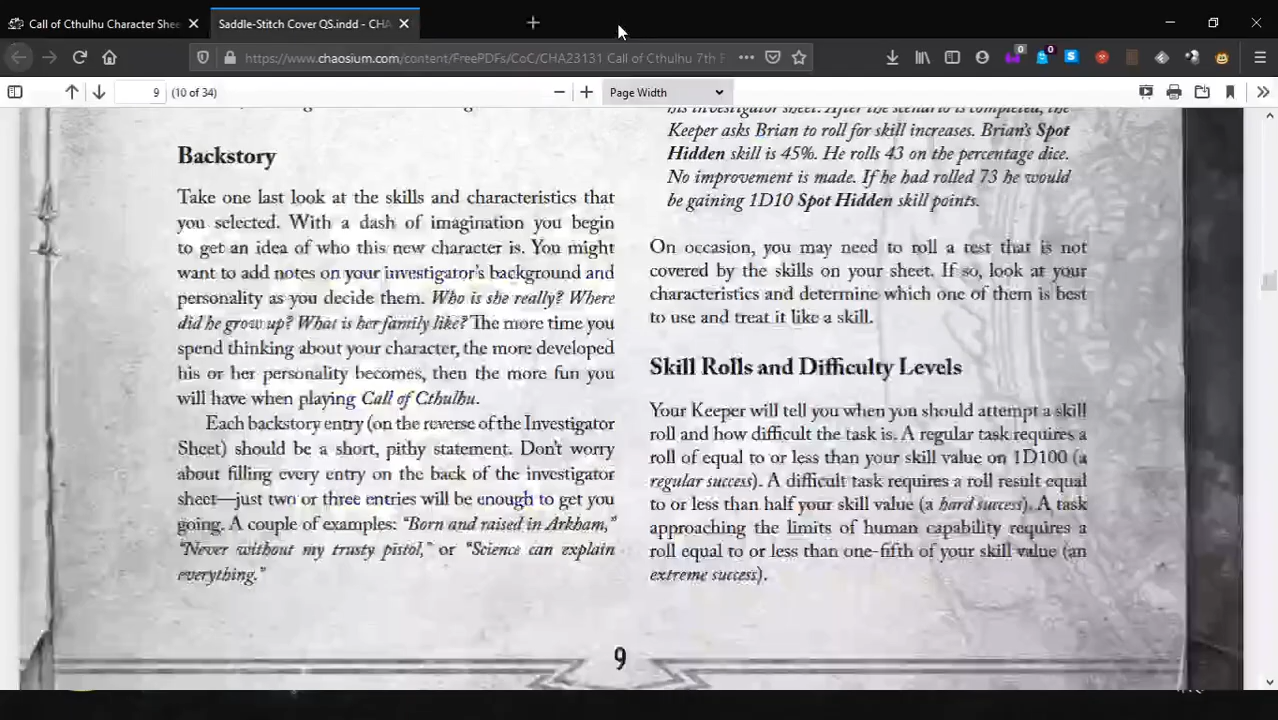 Call of Cthulhu Character Shee
Saddle-Stitch Cover QS.indd - CHA
https://www.chaosium.com/content/FreePDFs/CoC/CHA23131 Call of Cthulhu 7th
0
0
9
(10 of 34)
Page Width
Backstory
Take one last look at the skills and characteristics that
you selected. With a dash of imagination you begin
to get an idea of who this new character is. You might
want to add notes on your investigator's background and
personality as you decide them. Who is she really? Where
did he grow up? What is her family like? The more time you
spend thinking about your character, the more developed
his or her personality becomes, then the more fun you
will have when playing Call of Cthulhu.
Each backstory entry (on the reverse of the Investigator
Sheet) should be a short, pithy statement. Don't worry
about filling every entry on the back of the investigator
sheet—just two or three entries will be enough to get you
going. A couple of examples: "Born and raised in Arkham,"
"Never without my trusty pistol," or "Science can explain
everything."
his investigator sheet. After the scenario is completed, the
Keeper asks Brian to roll for skill increases. Brian's Spot
Hidden skill is 45%. He rolls 43 on the percentage dice.
No improvement is made. If he had rolled 73 he would
be gaining 1D10 Spot Hidden skill points.
On occasion, you may need to roll a test that is not
covered by the skills on your sheet. If so, look at your
characteristics and determine which one of them is best
to use and treat it like a skill.
Skill Rolls and Difficulty Levels
Your Keeper will tell you when you should attempt a skill
roll and how difficult the task is. A regular task requires a
roll of equal to or less than your skill value on 1D100 (a
regular success). A difficult task requires a roll result equal
to or less than half your skill value (a hard success). A task
approaching the limits of human capability requires a
roll equal to or less than one-fifth of your skill value (an
extreme success).
9